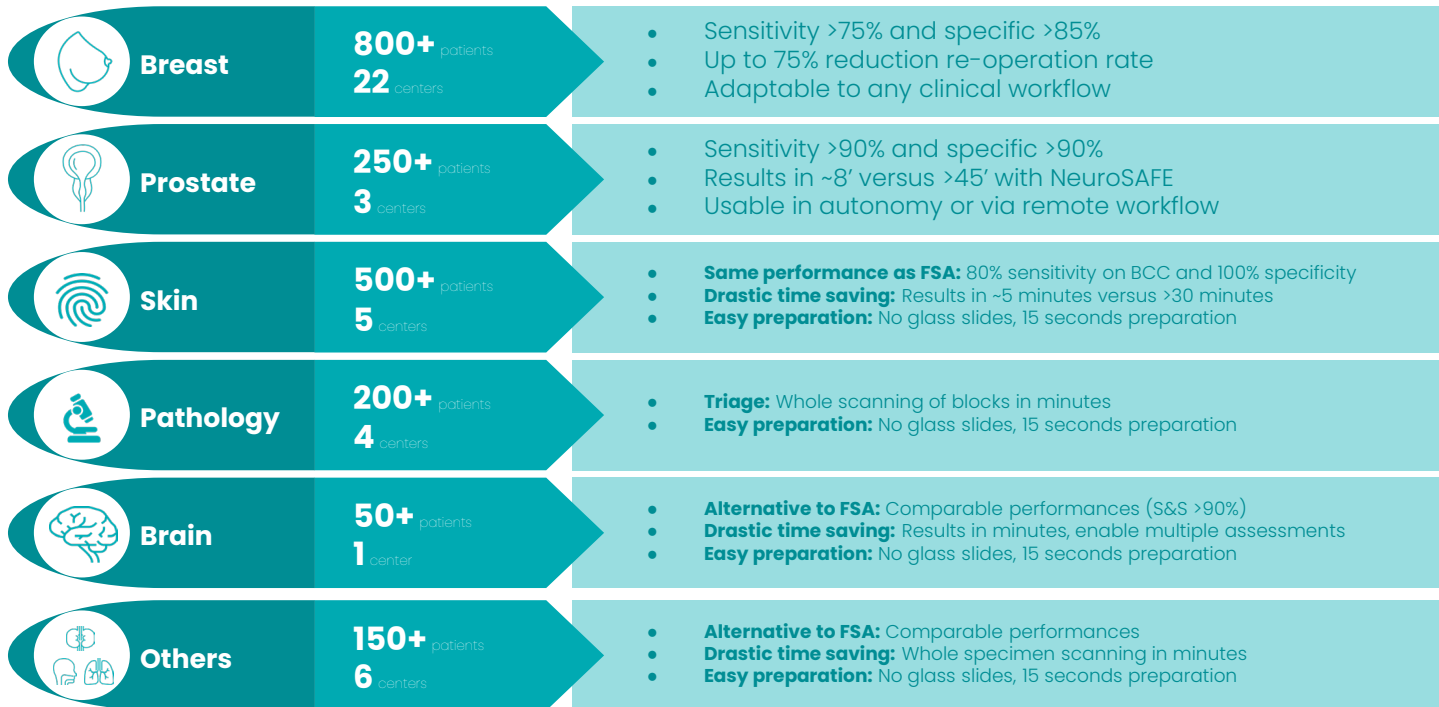 Breast
800+ patients
22 centers
● Sensitivity >75% and specific >85%
● Up to 75% reduction re-operation rate
● Adaptable to any clinical workflow
Prostate
250+ patients
3 centers
● Sensitivity >90% and specific >90%
● Results in ~8’ versus >45’ with NeuroSAFE
● Usable in autonomy or via remote workflow
Skin
500+ patients
5 centers
● Same performance as FSA: 80% sensitivity on BCC and 100% specificity
● Drastic time saving: Results in ~5 minutes versus >30 minutes
● Easy preparation: No glass slides, 15 seconds preparation
Pathology
200+ patients
4 centers
● Triage: Whole scanning of blocks in minutes
● Easy preparation: No glass slides, 15 seconds preparation
Brain
50+ patients
1 center
● Alternative to FSA: Comparable performances (S&S >90%)
● Drastic time saving: Results in minutes, enable multiple assessments
● Easy preparation: No glass slides, 15 seconds preparation
Others
150+ patients
6 centers
● Alternative to FSA: Comparable performances
● Drastic time saving: Whole specimen scanning in minutes
● Easy preparation: No glass slides, 15 seconds preparation